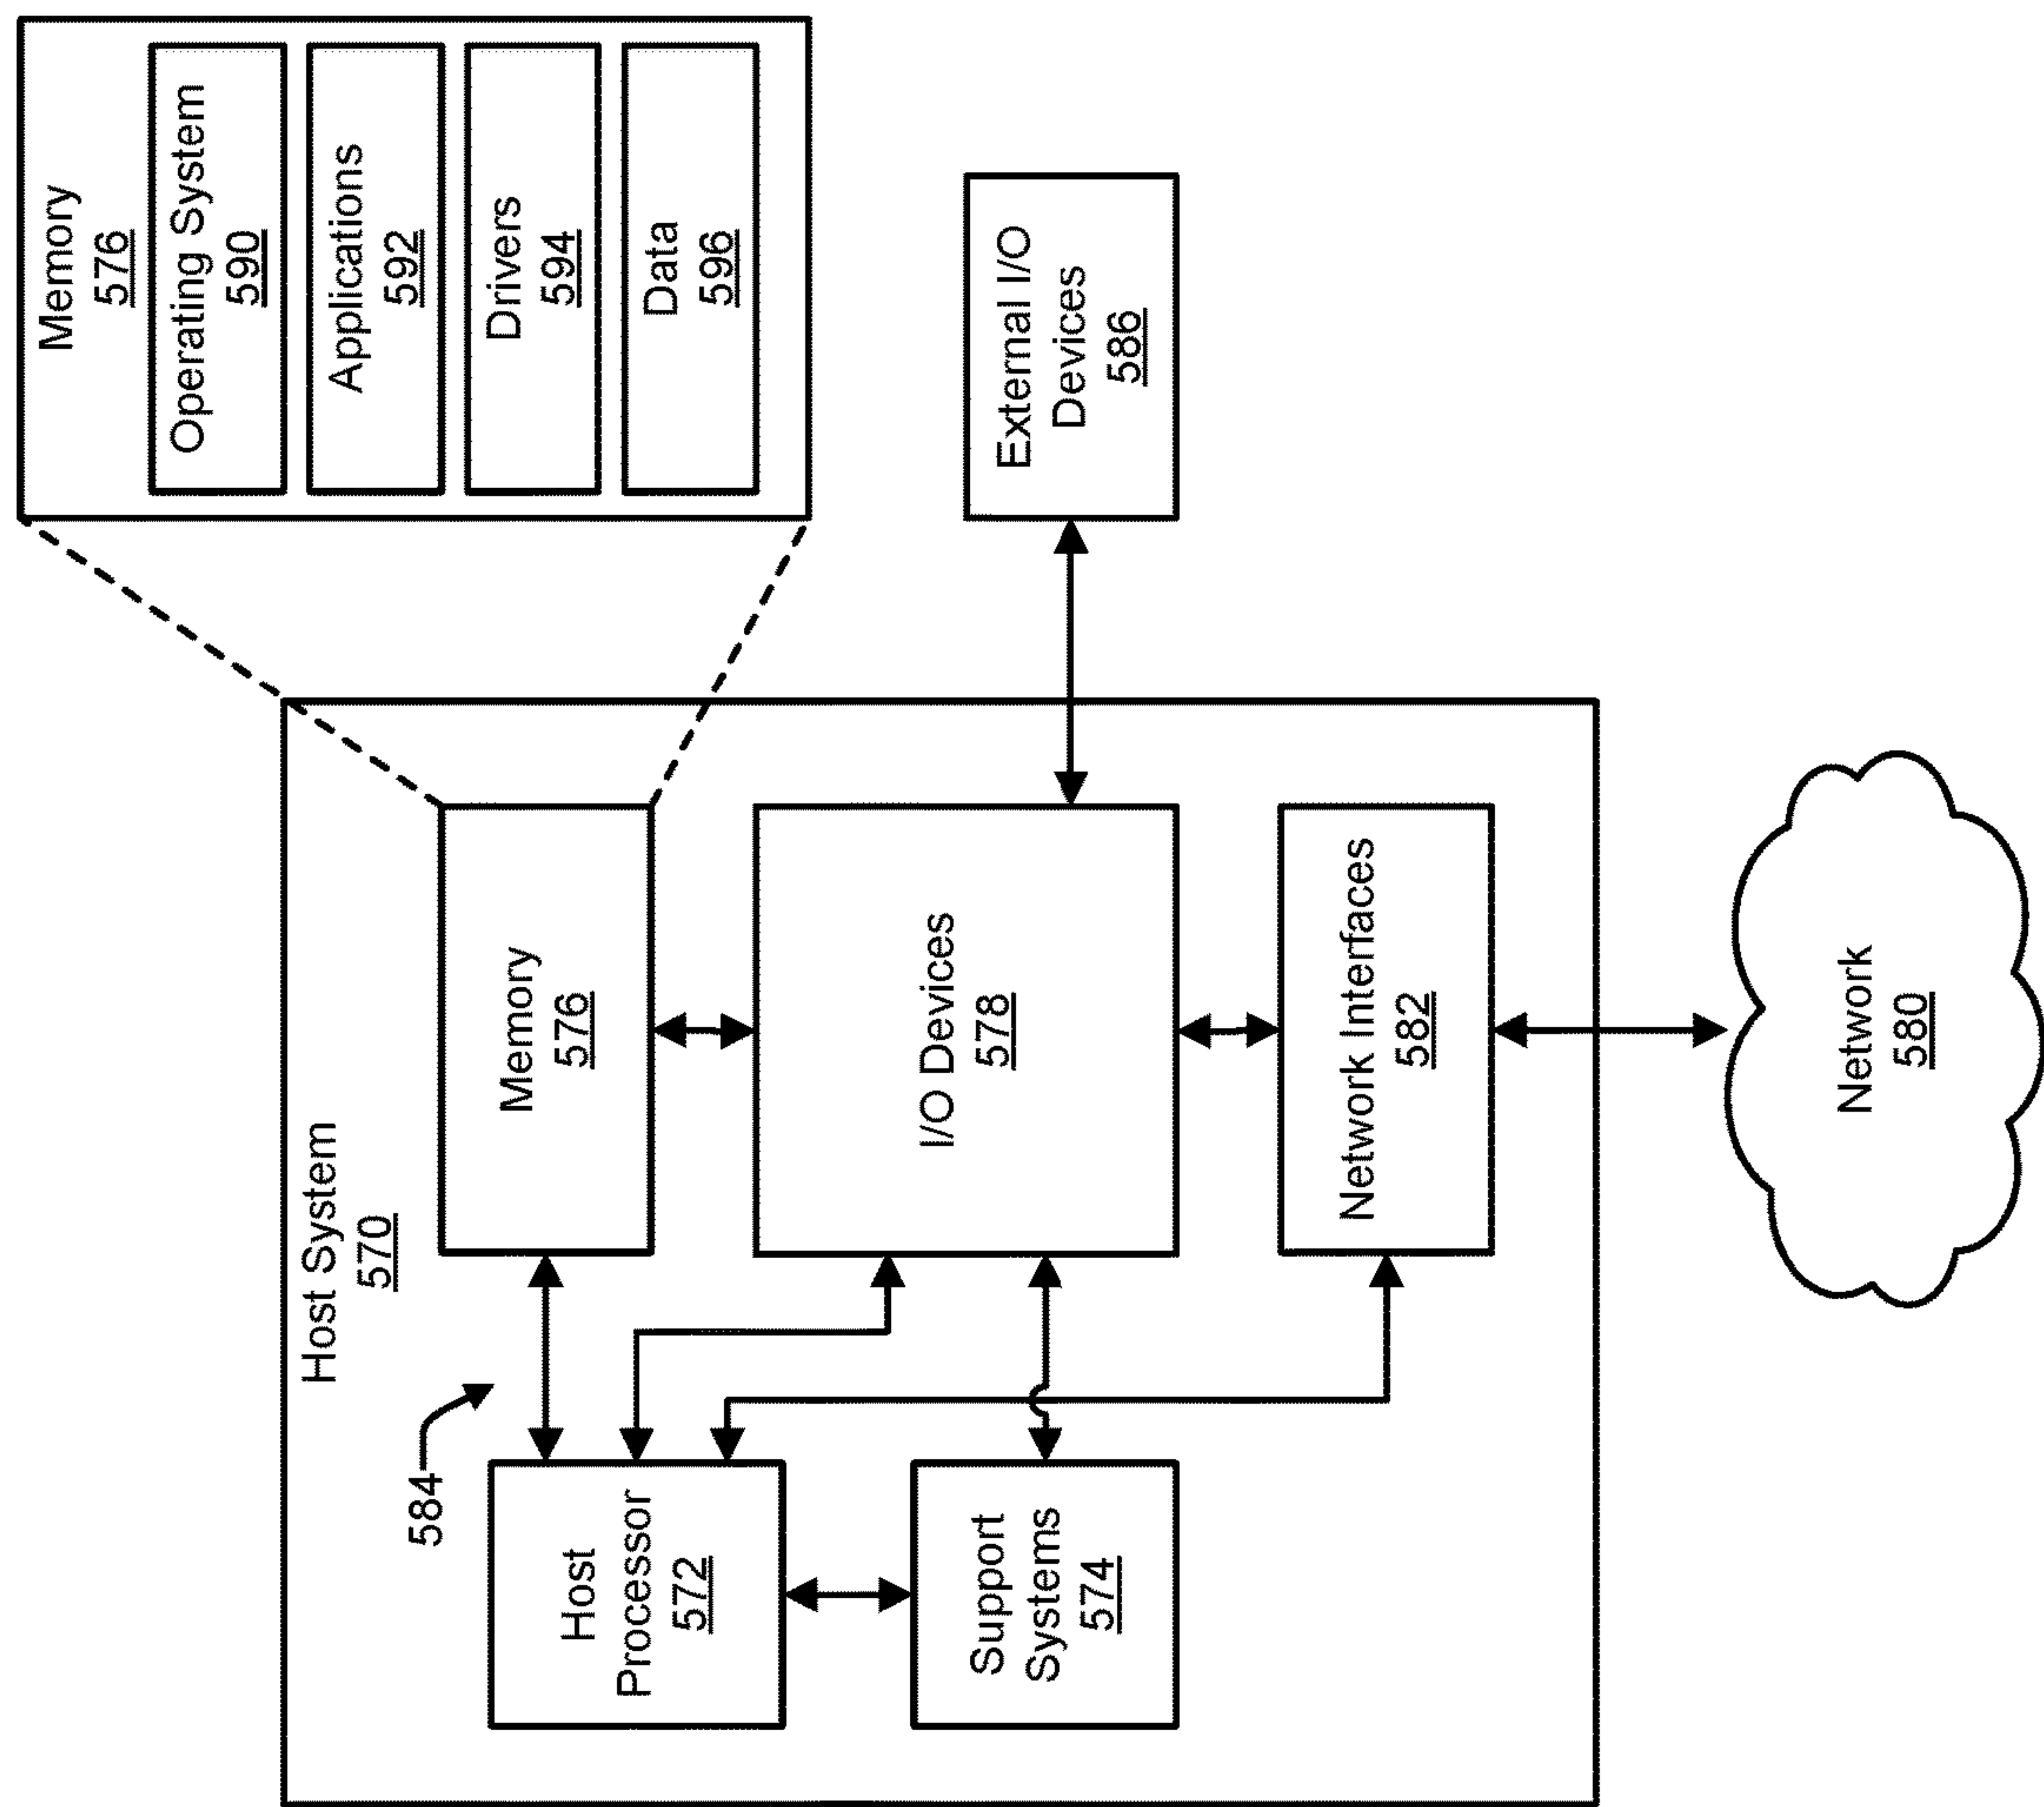 Host System
570
584
Host
Processor
572
Support
Systems
574
Memory
576
I/O Devices
578
Network Interfaces
582
Network
580
Memory
576
Operating System
590
Applications
592
Drivers
594
Data
596
External I/O
Devices
586